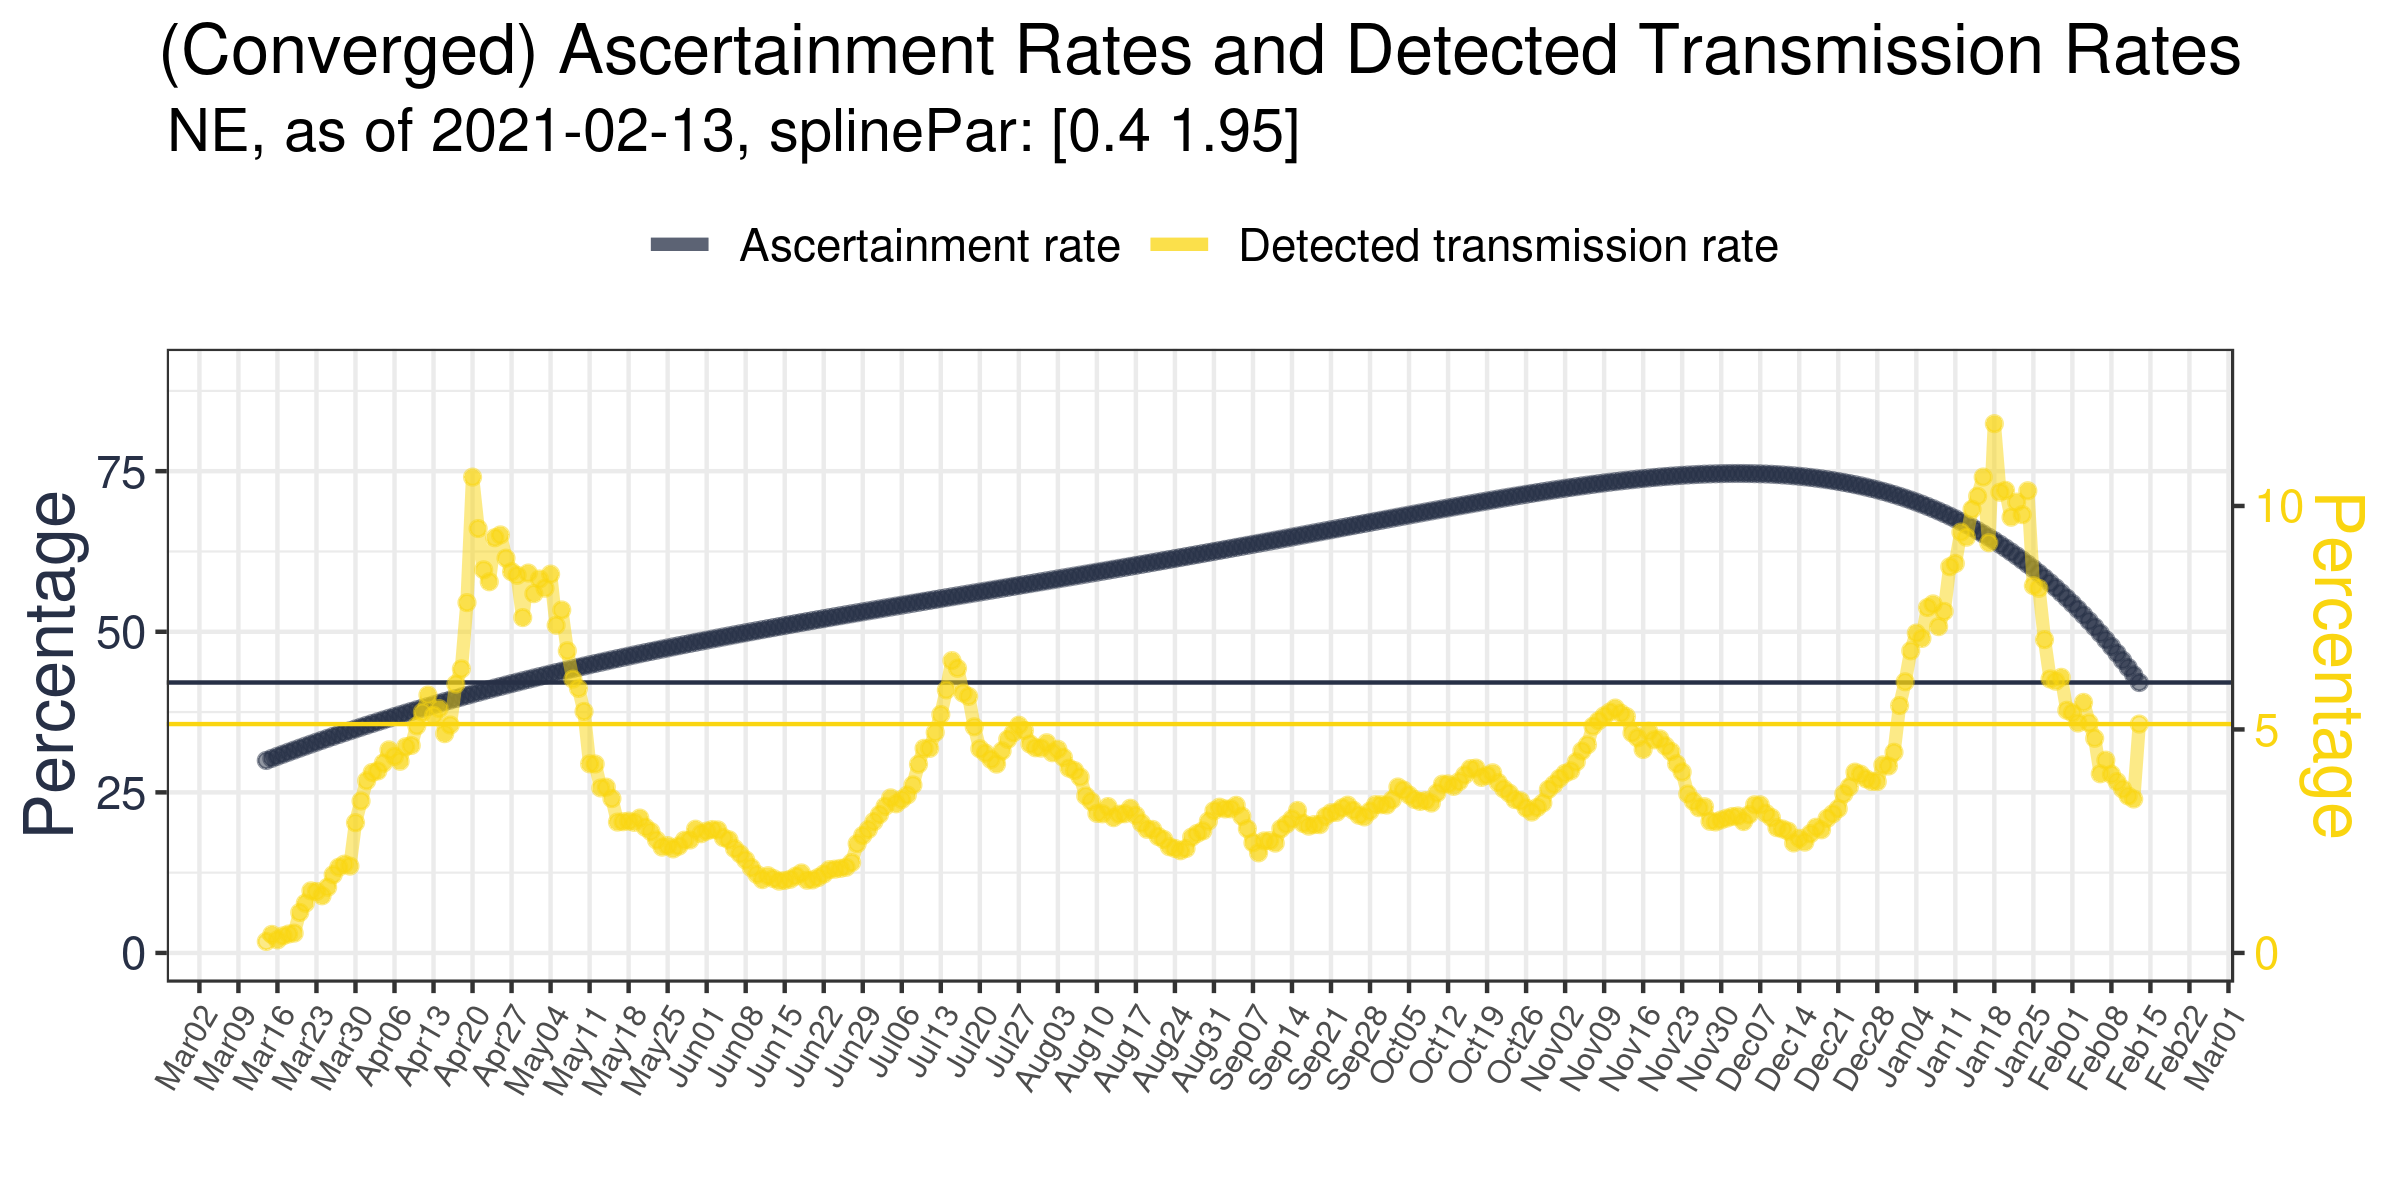 (Converged) Ascertainment Rates and Detected Transmission Rates
NE, as of 2021-02-13, splinePar: [0.4 1.95]
Ascertainment rate
Detected transmission rate
Percentage
75
50
25
0
10
5
0
Percentage
Mar02
Mar09
Mar16
Mar23
Mar30
Apr06
Apr13
Apr20
Apr27
May04
May11
May18
May25
Jun01
Jun08
Jun15
Jun22
Jun29
Jul06
Jul13
Jul20
Jul27
Aug03
Aug10
Aug17
Aug24
Aug31
Sep07
Sep14
Sep21
Sep28
Oct05
Oct12
Oct19
Oct26
Nov02
Nov09
Nov16
Nov23
Nov30
Dec07
Dec14
Dec21
Dec28
Jan04
Jan11
Jan18
Jan25
Feb01
Feb08
Feb15
Feb22
Mar01